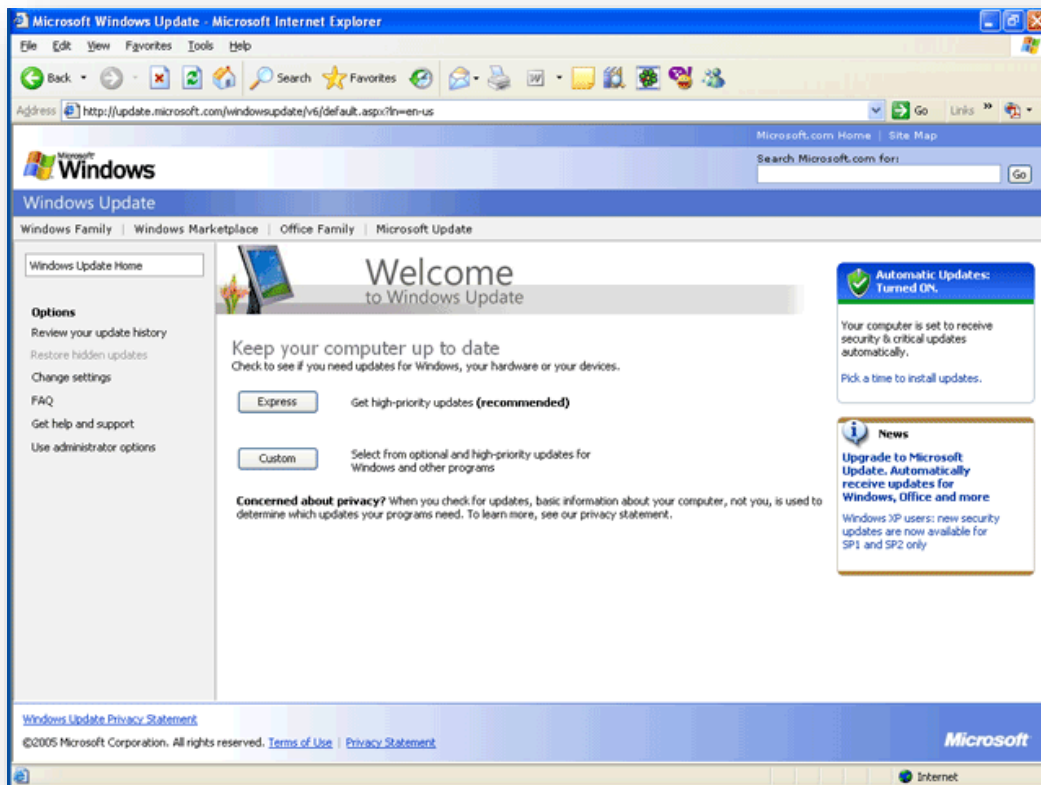 Microsoft Windows Update - Microsoft Internet Explorer
File Edit View Favorites Tools Help
Back Search Favorites
Address http://update.microsoft.com/windowsupdate/v6/default.aspx?ln=en-us Go Links
Microsoft.com Home | Site Map
Microsoft
Windows
Search Microsoft.com for:
Go
Windows Update
Windows Family | Windows Marketplace | Office Family | Microsoft Update
Windows Update Home
Options
Review your update history
Restore hidden updates
Change settings
FAQ
Get help and support
Use administrator options
Welcome
to Windows Update
Keep your computer up to date
Check to see if you need updates for Windows, your hardware or your devices.
Express Get high-priority updates (recommended)
Custom Select from optional and high-priority updates for
Windows and other programs
Concerned about privacy? When you check for updates, basic information about your computer, not you, is used to
determine which updates your programs need. To learn more, see our privacy statement.
Automatic Updates:
Turned ON.
Your computer is set to receive
security & critical updates
automatically.
Pick a time to install updates.
News
Upgrade to Microsoft
Update. Automatically
receive updates for
Windows, Office and more
Windows XP users: new security
updates are now available for
SP1 and SP2 only
Windows Update Privacy Statement
©2005 Microsoft Corporation. All rights reserved. Terms of Use | Privacy Statement
Microsoft
Internet